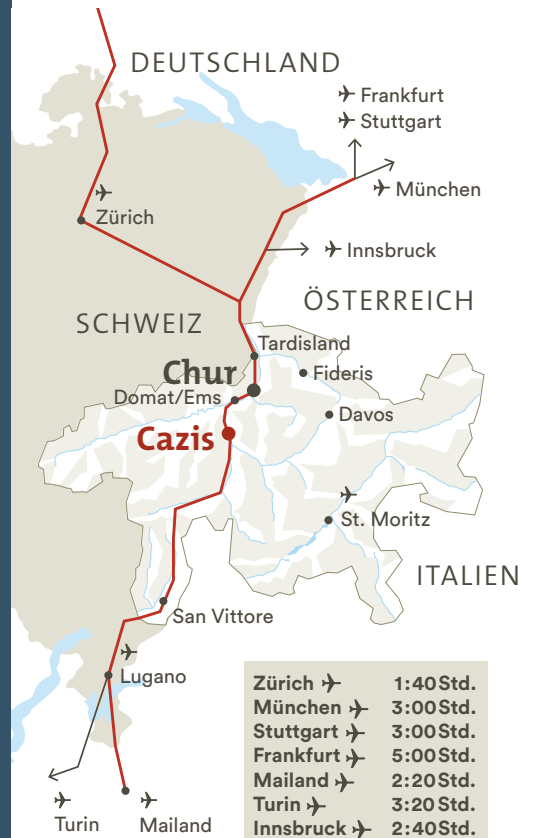 DEUTSCHLAND
Frankfurt
Stuttgart
München
Zürich
Innsbruck
ÖSTERREICH
SCHWEIZ
Tardisland
Chur
Fideris
Domat/Ems
Davos
Cazis
St. Moritz
ITALIEN
San Vittore
Lugano
Turin
Mailand
Zürich 1:40 Std.
München 3:00 Std.
Stuttgart 3:00 Std.
Frankfurt 5:00 Std.
Mailand 2:20 Std.
Turin 3:20 Std.
Innsbruck 2:40 Std.